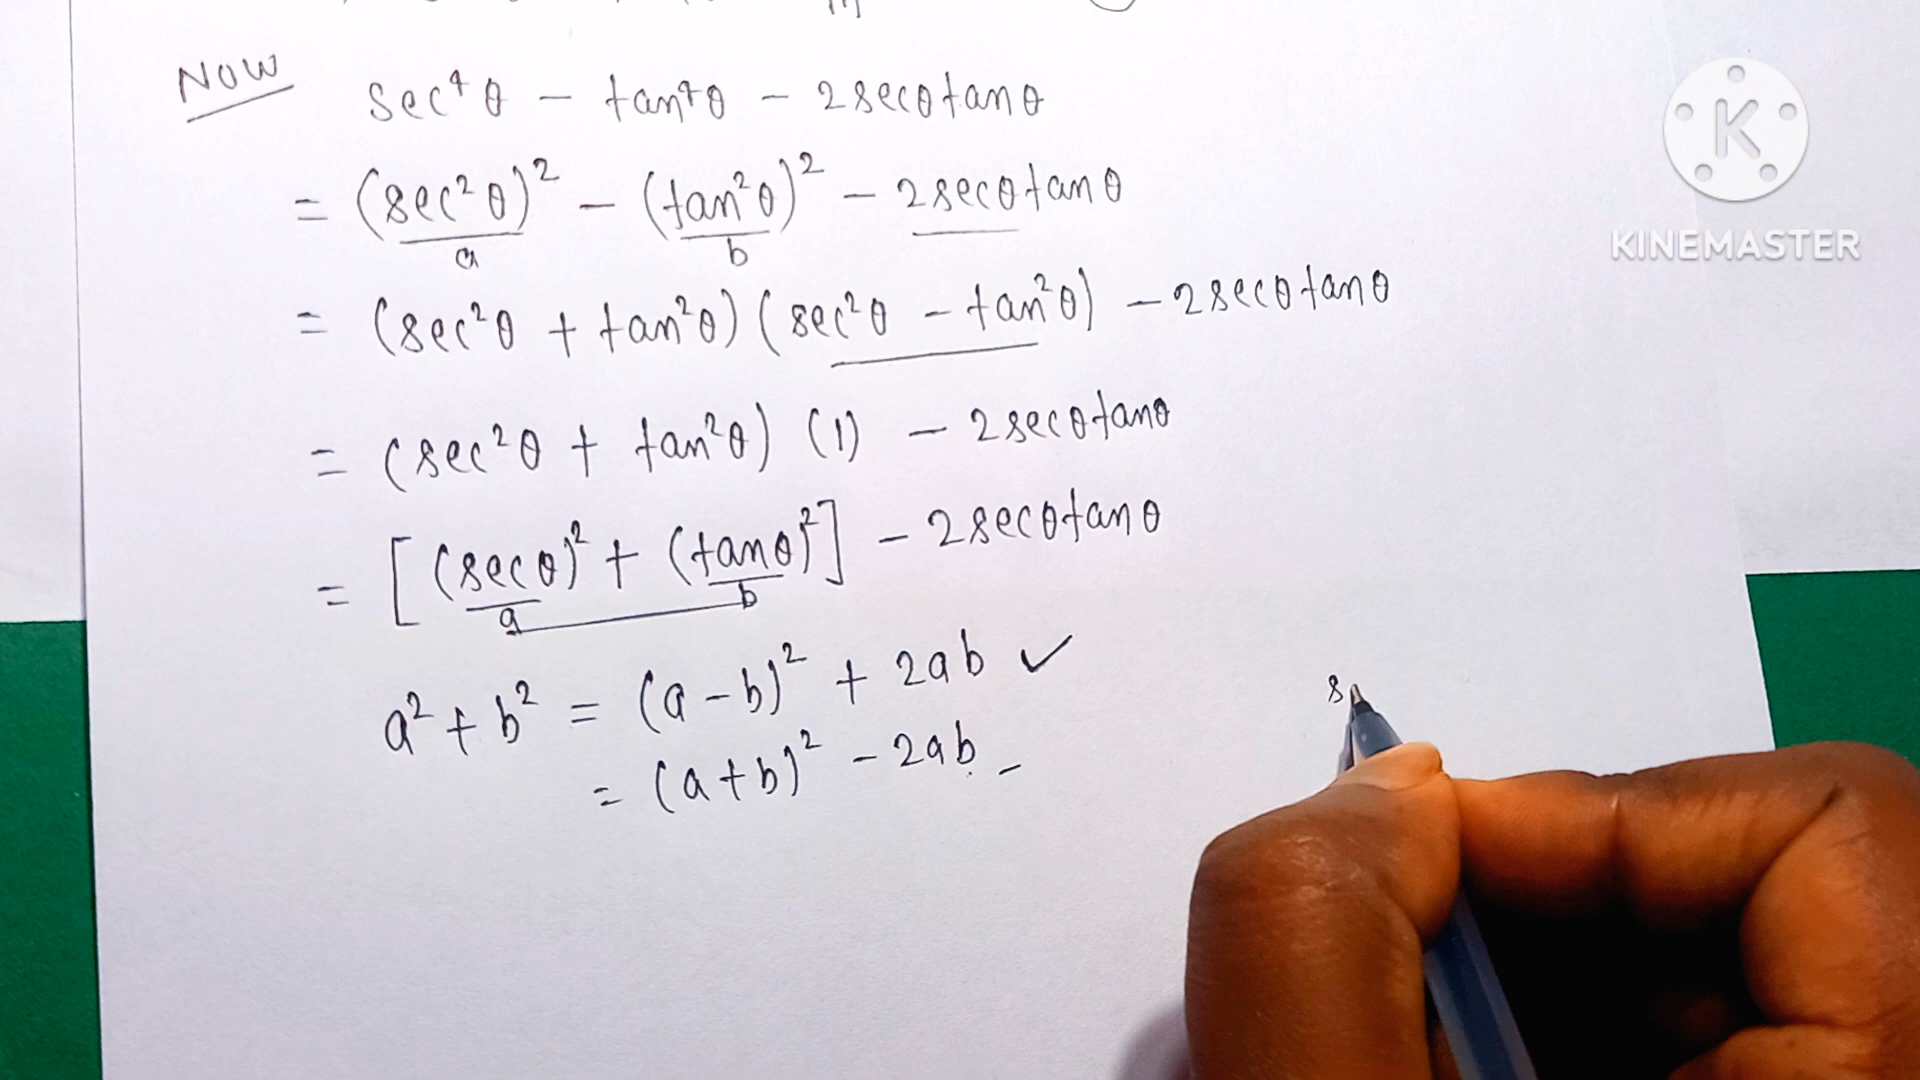 Now sec⁴θ - tan⁴θ - 2secθtanθ
= (sec²θ)² - (tan²θ)² - 2secθtanθ
a b
= (sec²θ + tan²θ) (sec²θ - tan²θ) - 2secθtanθ
= (sec²θ + tan²θ) (1) - 2secθtanθ
= [(secθ)² + (tanθ)²] - 2secθtanθ
a b
a² + b² = (a - b)² + 2ab ✓
= (a + b)² - 2ab -
s
K
KINEMASTER